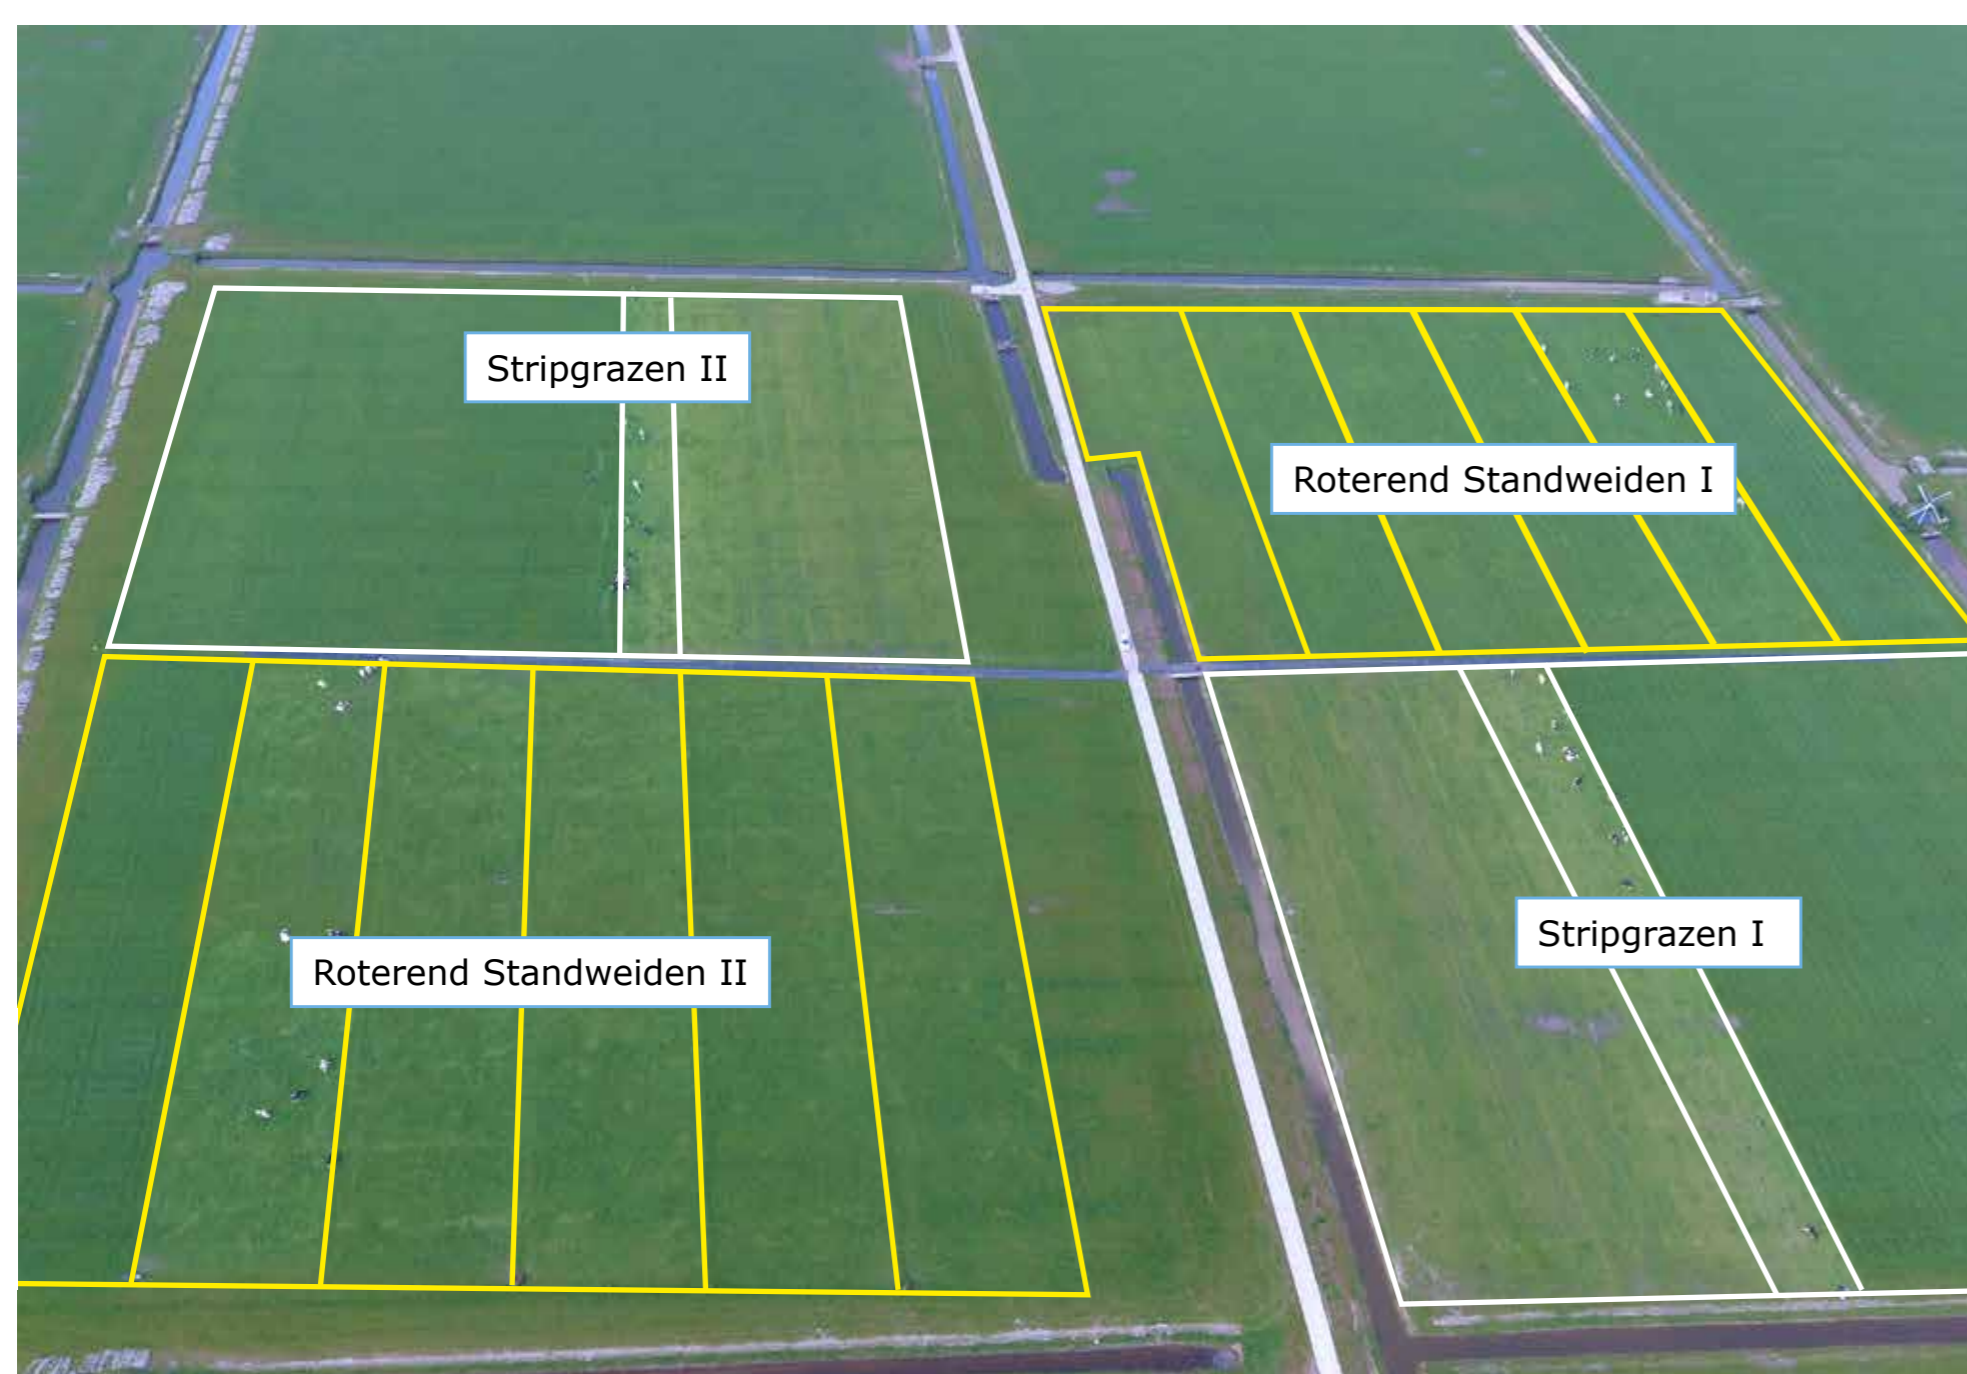 Stripgrazen II
Roterend Standweiden I
Stripgrazen I
Roterend Standweiden II